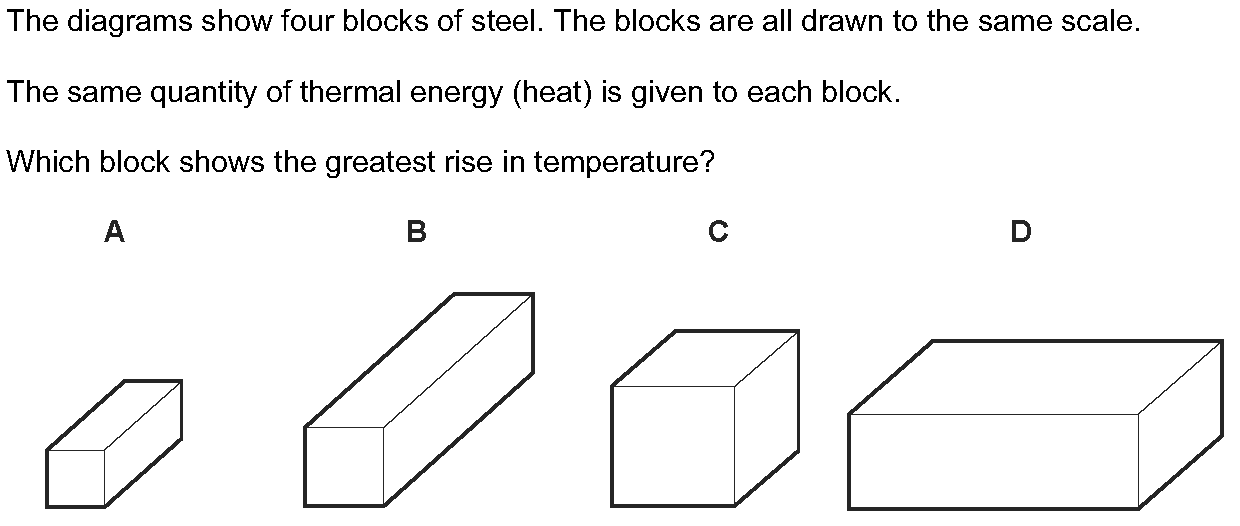 The diagrams show four blocks of steel. The blocks are all drawn to the same scale.
The same quantity of thermal energy (heat) is given to each block.
Which block shows the greatest rise in temperature?
A B C D